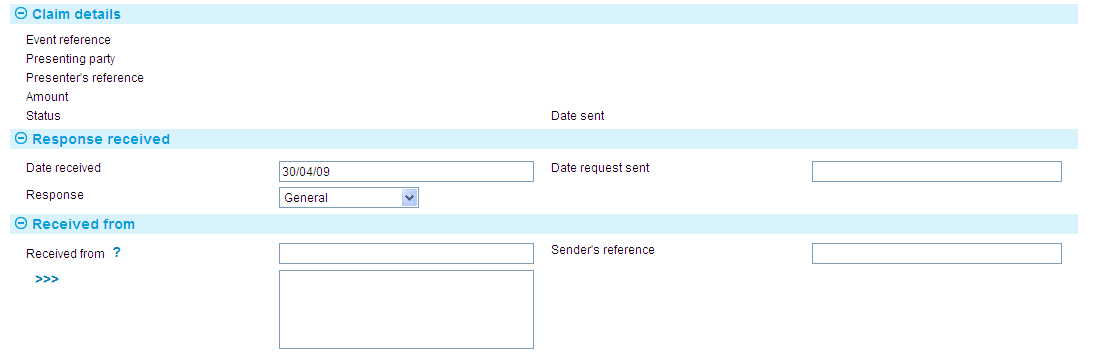 Claim details
Event reference
Presenting party
Presenter's reference
Amount
Status Date sent
Response received
Date received 30/04/09 Date request sent
Response General
Received from
Received from ? Sender's reference
>>>